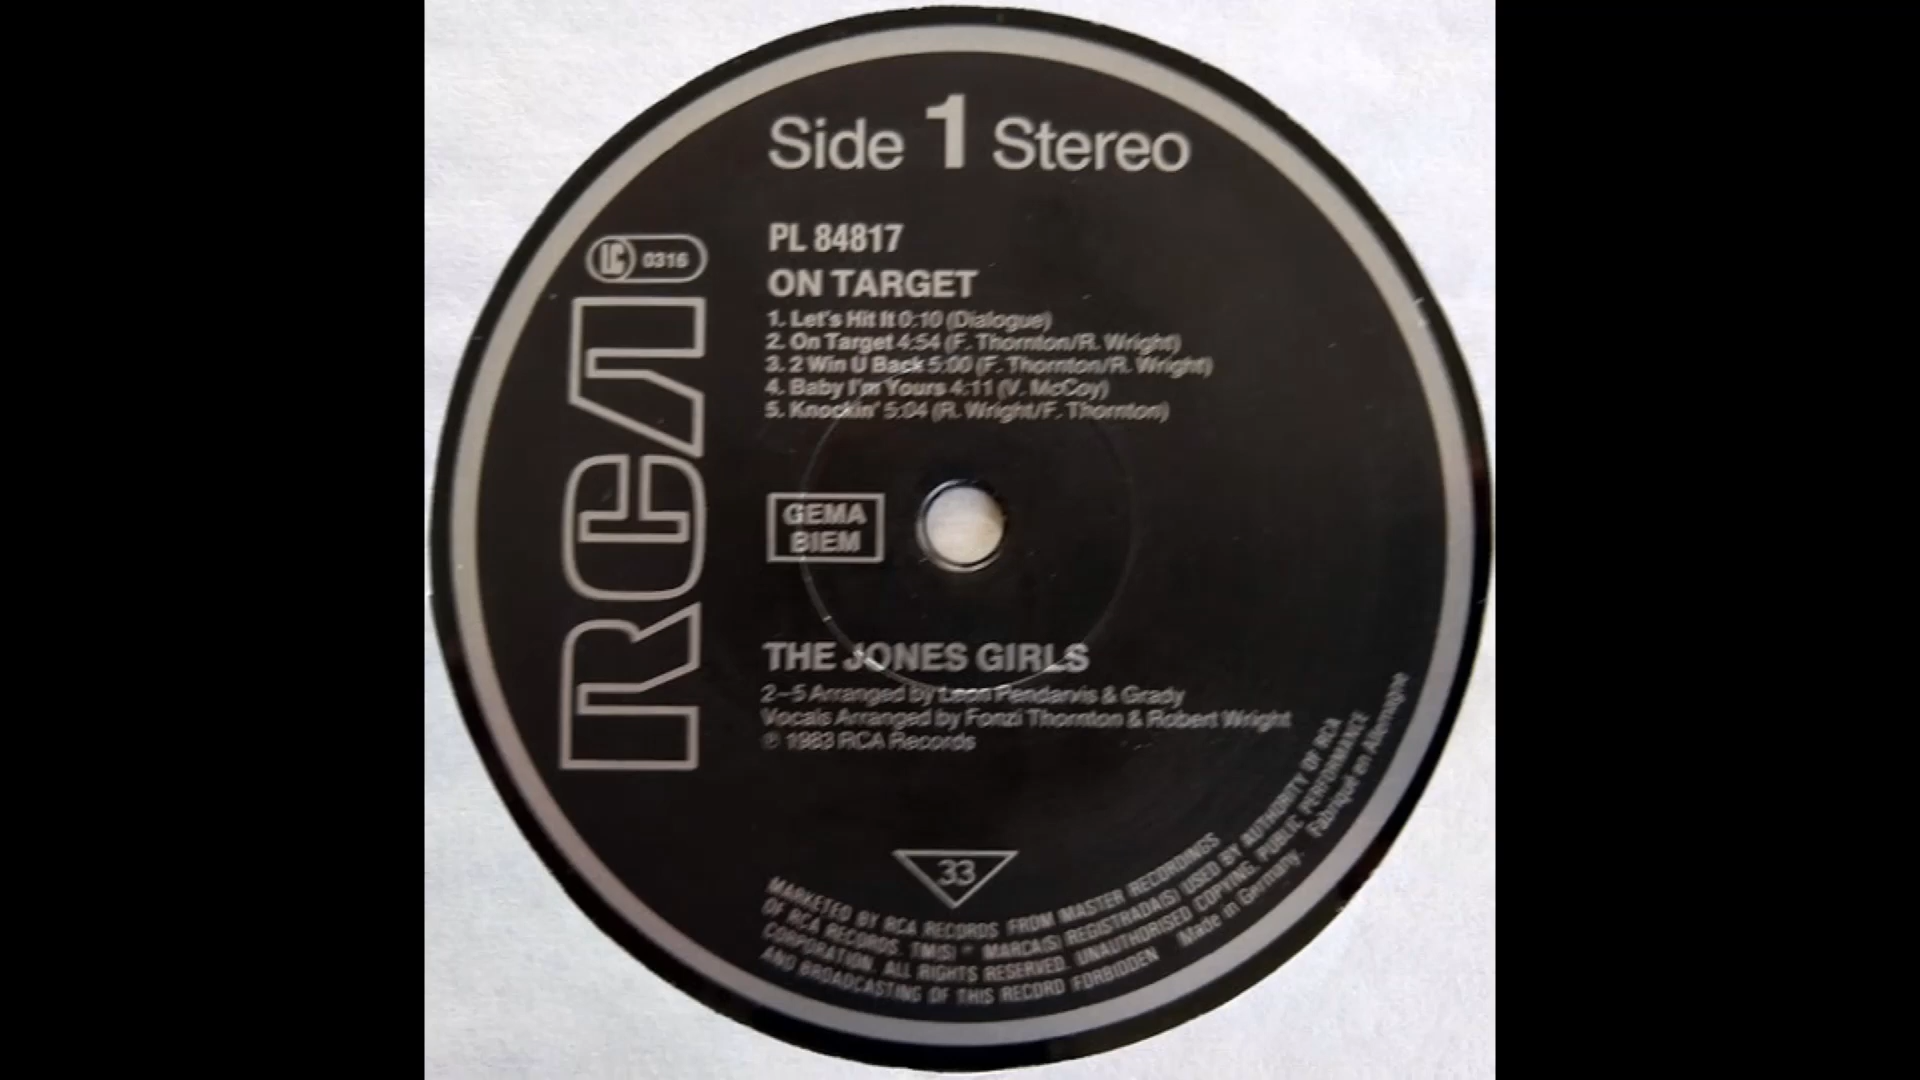 Side 1 Stereo
PL 84817
ON TARGET
1. Let's Hit It 0:10 (Dialogue)
2. On Target 4:54 (F. Thornton/R. Wright)
3. 2 Win U Back 5:00 (F. Thornton/R. Wright)
4. Baby I'm Yours 4:11 (V. McCoy)
5. Knockin' 5:04 (R. Wright/F. Thornton)
LC 0316
RCA
GEMA
BIEM
THE JONES GIRLS
2–5 Arranged by Leon Pendarvis & Grady
Vocals Arranged by Fonzi Thornton & Robert Wright
℗ 1983 RCA Records
33
MARKETED BY RCA RECORDS FROM MASTER RECORDINGS
OF RCA RECORDS. TM(S) ® MARCA(S) REGISTRADA(S) USED BY AUTHORITY OF RCA
CORPORATION. ALL RIGHTS RESERVED. UNAUTHORISED COPYING. PUBLIC PERFORMANCE
AND BROADCASTING OF THIS RECORD FORBIDDEN Made in Germany. Fabriqué en Allemagne